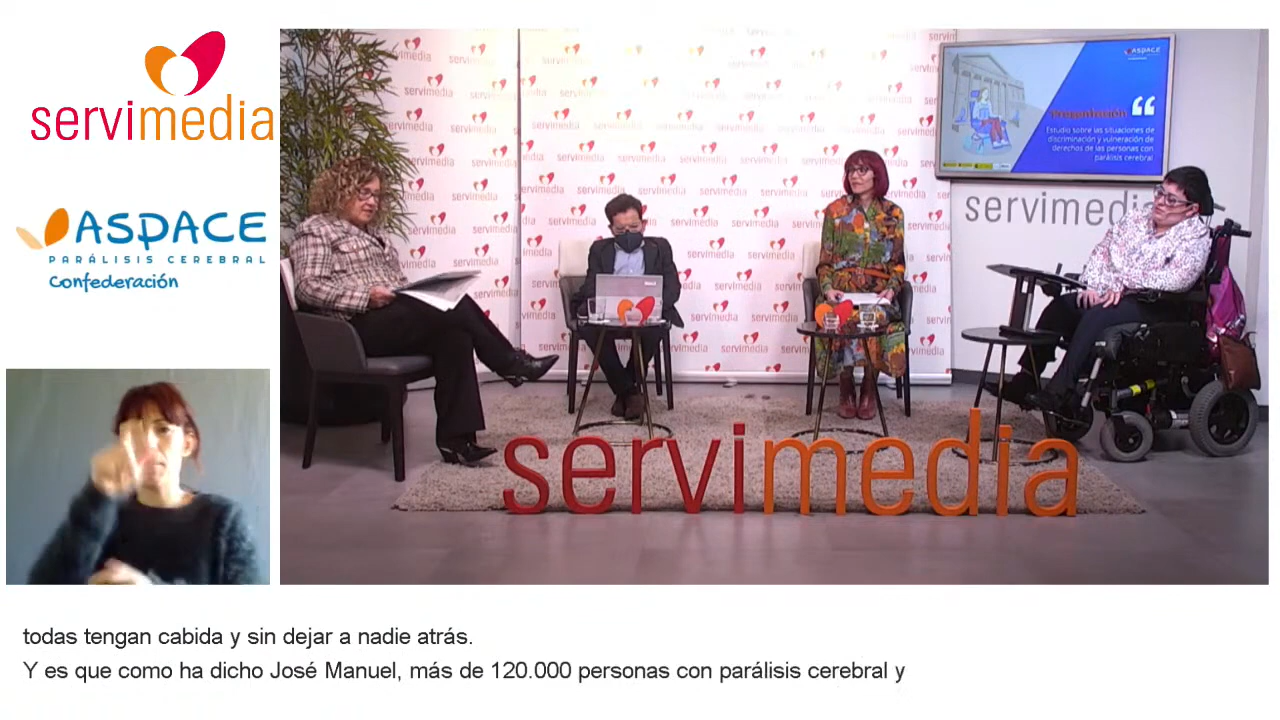 servimedia
ASPACE
PARÁLISIS CEREBRAL
Confederación
ASPACE
Presentación
Estudio sobre las situaciones de
discriminación y vulneración de
derechos de las personas con
parálisis cerebral
servimedia
servimedia
todas tengan cabida y sin dejar a nadie atrás.
Y es que como ha dicho José Manuel, más de 120.000 personas con parálisis cerebral y